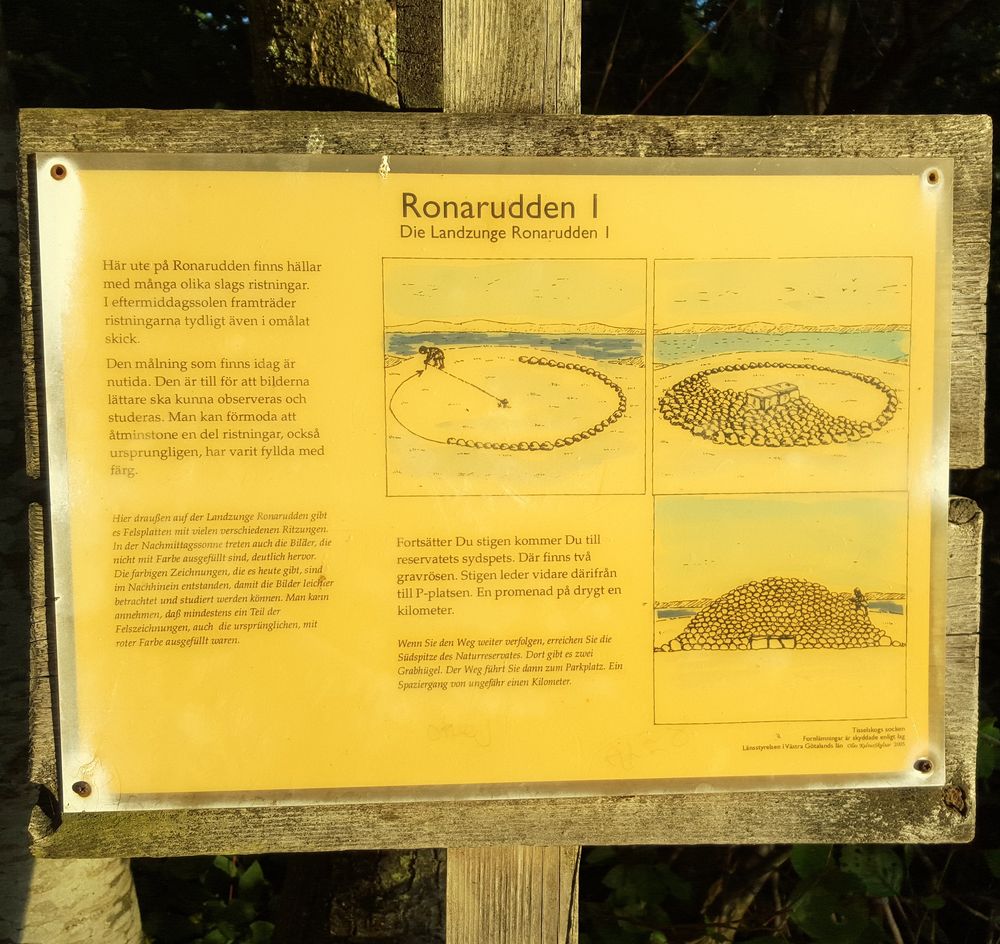 Ronarudden 1
Die Landzunge Ronarudden 1
Här ute på Ronarudden finns hällar
med många olika slags ristningar.
I eftermiddagssolen framträder
ristningarna tydligt även i omålat
skick.
Den målning som finns idag är
nutida. Den är till för att bilderna
lättare ska kunna observeras och
studeras. Man kan förmoda att
åtminstone en del ristningar, också
ursprungligen, har varit fyllda med
färg.
Hier draußen auf der Landzunge Ronarudden gibt
es Felsplatten mit vielen verschiedenen Ritzungen.
In der Nachmittagssonne treten auch die Bilder, die
nicht mit Farbe ausgefüllt sind, deutlich hervor.
Die farbigen Zeichnungen, die es heute gibt, sind
im Nachhinein entstanden, damit die Bilder leichter
betrachtet und studiert werden können. Man kann
annehmen, daß mindestens ein Teil der
Felszeichnungen, auch die ursprünglichen, mit
roter Farbe ausgefüllt waren.
Fortsätter Du stigen kommer Du till
reservatets sydspets. Där finns två
gravrösen. Stigen leder vidare därifrån
till P-platsen. En promenad på drygt en
kilometer.
Wenn Sie den Weg weiter verfolgen, erreichen Sie die
Südspitze des Naturreservates. Dort gibt es zwei
Grabhügel. Der Weg führt Sie dann zum Parkplatz. Ein
Spaziergang von ungefähr einen Kilometer.
Tisselskogs socken
Fornlämningar är skyddade enligt lag
Länsstyrelsen i Västra Götalands län 2005